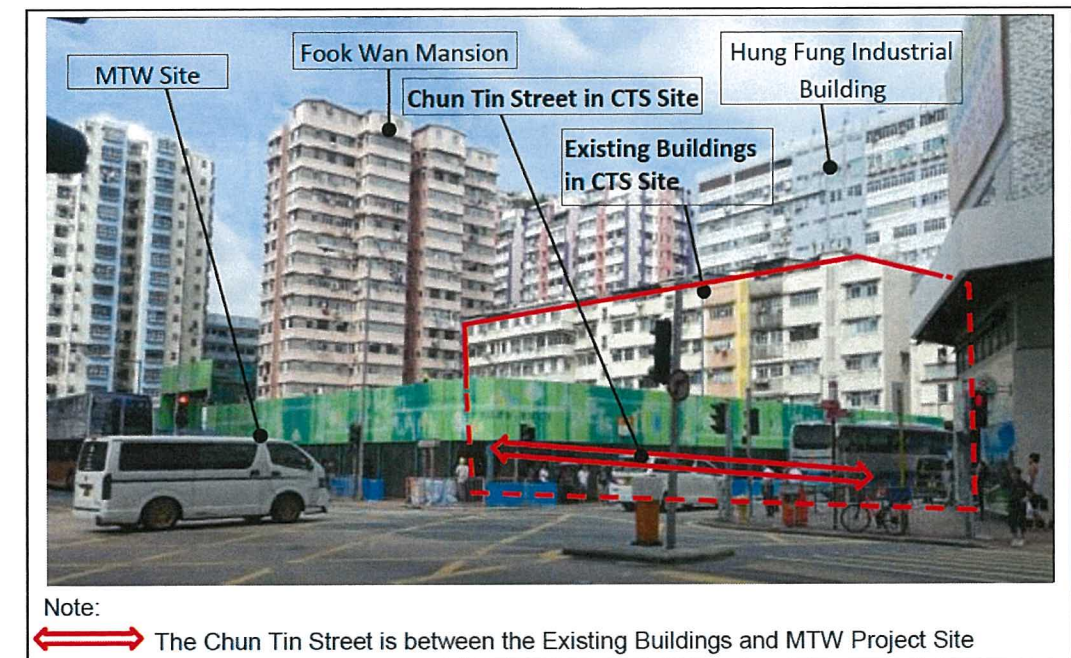 MTW Site
Fook Wan Mansion
Chun Tin Street in CTS Site
Hung Fung Industrial
Building
Existing Buildings
in CTS Site
Note:
The Chun Tin Street is between the Existing Buildings and MTW Project Site